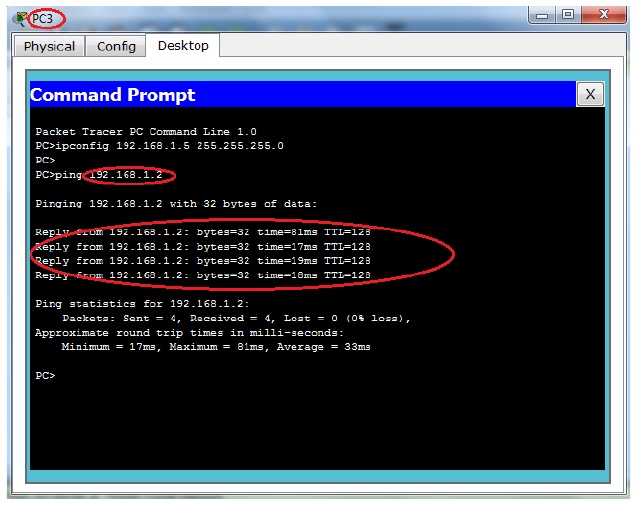 PC3
Physical Config Desktop
Command Prompt X
Packet Tracer PC Command Line 1.0
PC>ipconfig 192.168.1.5 255.255.255.0
PC>
PC>ping 192.168.1.2
Pinging 192.168.1.2 with 32 bytes of data:
Reply from 192.168.1.2: bytes=32 time=81ms TTL=128
Reply from 192.168.1.2: bytes=32 time=17ms TTL=128
Reply from 192.168.1.2: bytes=32 time=19ms TTL=128
Reply from 192.168.1.2: bytes=32 time=18ms TTL=128
Ping statistics for 192.168.1.2:
Packets: Sent = 4, Received = 4, Lost = 0 (0% loss),
Approximate round trip times in milli-seconds:
Minimum = 17ms, Maximum = 81ms, Average = 33ms
PC>